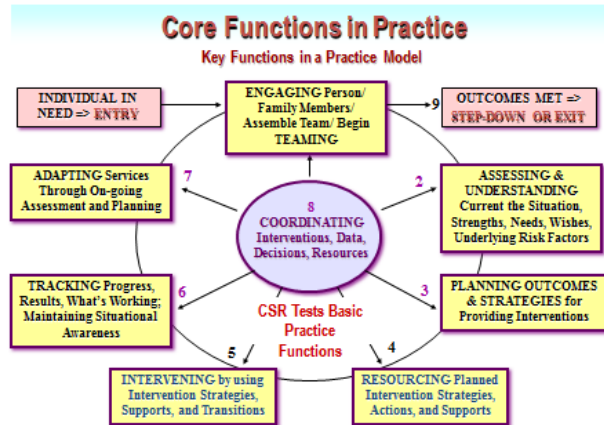 Core Functions in Practice
Key Functions in a Practice Model
INDIVIDUAL IN
NEED => ENTRY
ENGAGING Person/
Family Members/
Assemble Team/ Begin
TEAMING
9
OUTCOMES MET =>
STEP-DOWN OR EXIT
ADAPTING Services
Through On-going
Assessment and Planning
7
8
COORDINATING
Interventions, Data,
Decisions, Resources
2
ASSESSING &
UNDERSTANDING
Current the Situation,
Strengths, Needs, Wishes,
Underlying Risk Factors
TRACKING Progress,
Results, What's Working;
Maintaining Situational
Awareness
6
CSR Tests Basic
Practice
Functions
3
PLANNING OUTCOMES
& STRATEGIES for
Providing Interventions
5
4
INTERVENING by using
Intervention Strategies,
Supports, and Transitions
RESOURCING Planned
Intervention Strategies,
Actions, and Supports